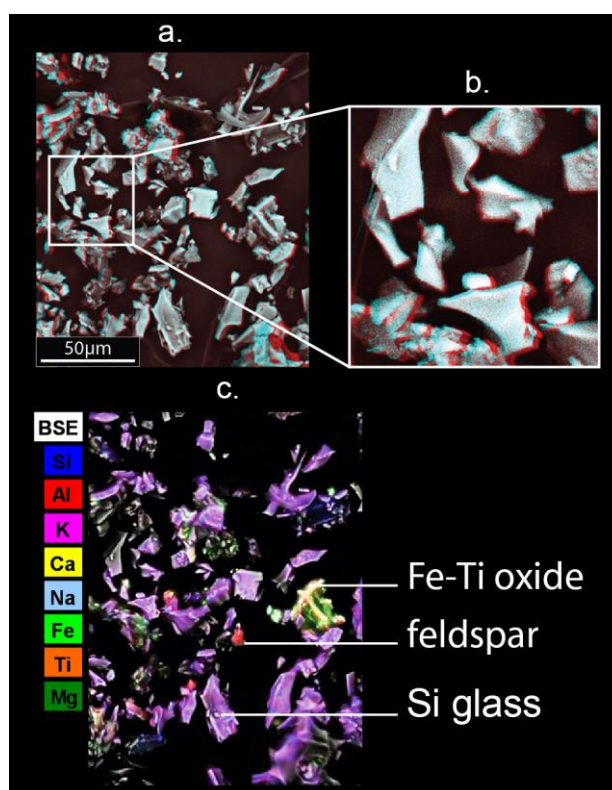 a.
b.
50µm
c.
BSE
Si
Al
K
Ca
Na
Fe
Ti
Mg
Fe-Ti oxide
feldspar
Si glass